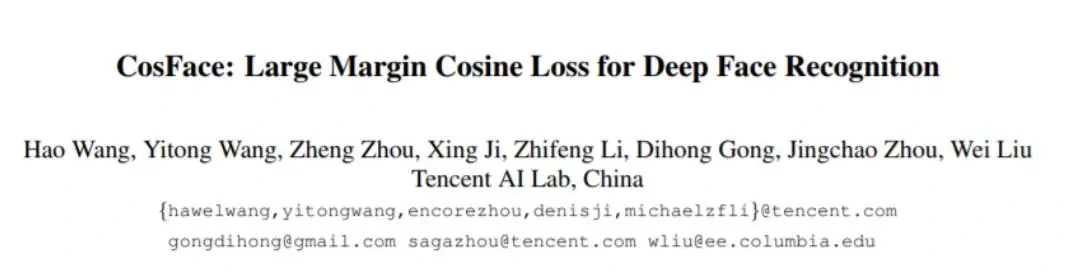 CosFace: Large Margin Cosine Loss for Deep Face Recognition
Hao Wang, Yitong Wang, Zheng Zhou, Xing Ji, Zhifeng Li, Dihong Gong, Jingchao Zhou, Wei Liu
Tencent AI Lab, China
{hawelwang,yitongwang,encorezhou,denisji,michaelzfli}@tencent.com
gongdihong@gmail.com sagazhou@tencent.com wliu@ee.columbia.edu